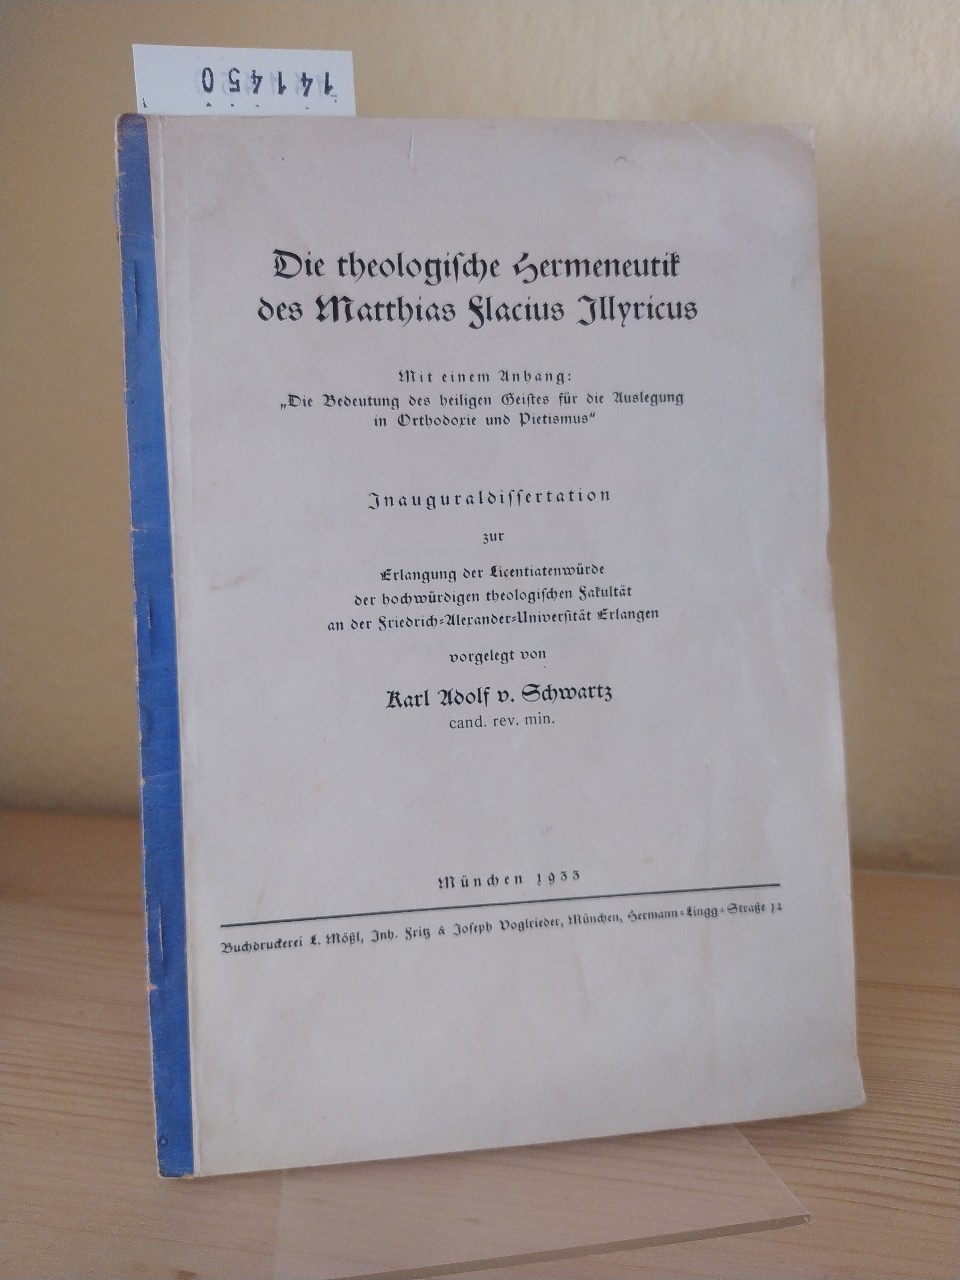 141450
Die theologische Hermeneutik
des Matthias Flacius Illyricus
Mit einem Anhang:
„Die Bedeutung des heiligen Geistes für die Auslegung
in Orthodoxie und Pietismus“
Inauguraldissertation
zur
Erlangung der Licentiatenwürde
der hochwürdigen theologischen Fakultät
an der Friedrich-Alexander-Universität Erlangen
vorgelegt von
Karl Adolf v. Schwartz
cand. rev. min.
München 1933
Buchdruckerei L. Mößl, Inh. Fritz & Joseph Voglrieder, München, Hermann-Lingg-Straße 12